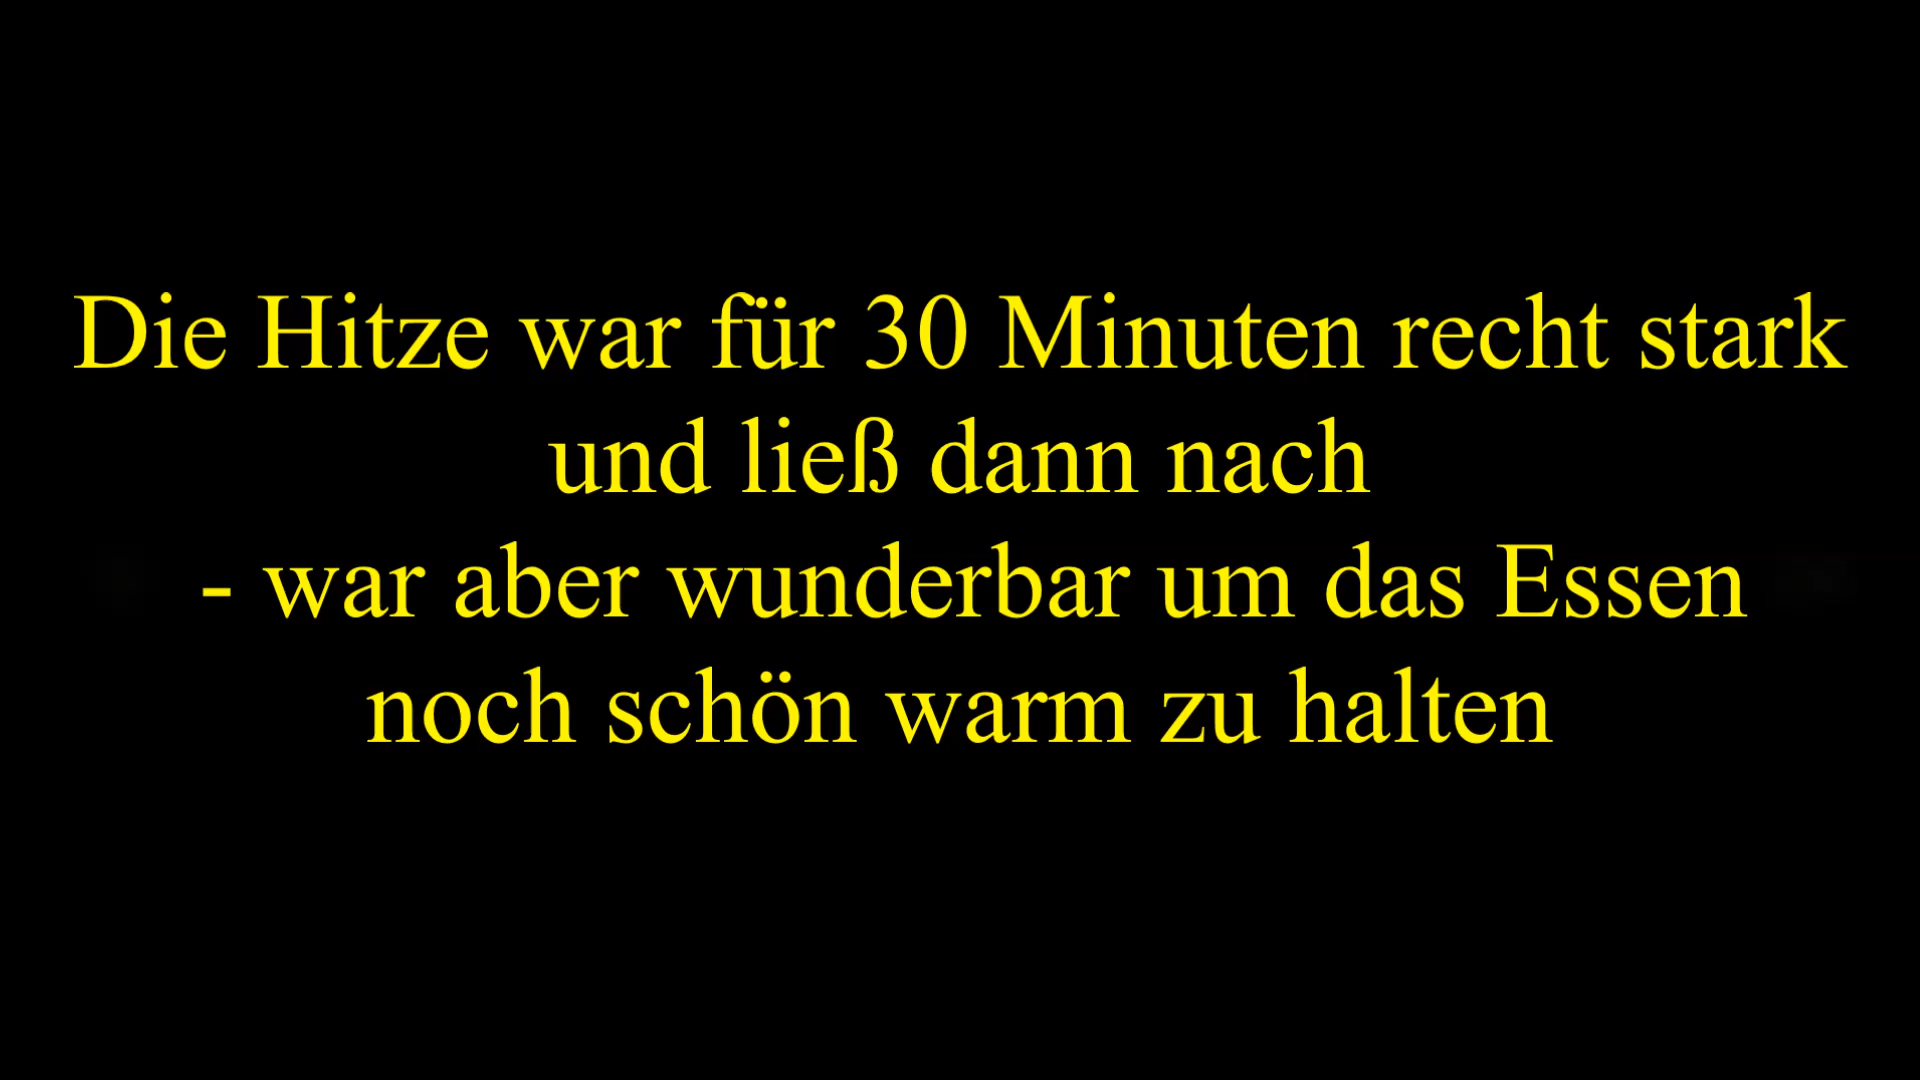 Die Hitze war für 30 Minuten recht stark
und ließ dann nach
- war aber wunderbar um das Essen
noch schön warm zu halten